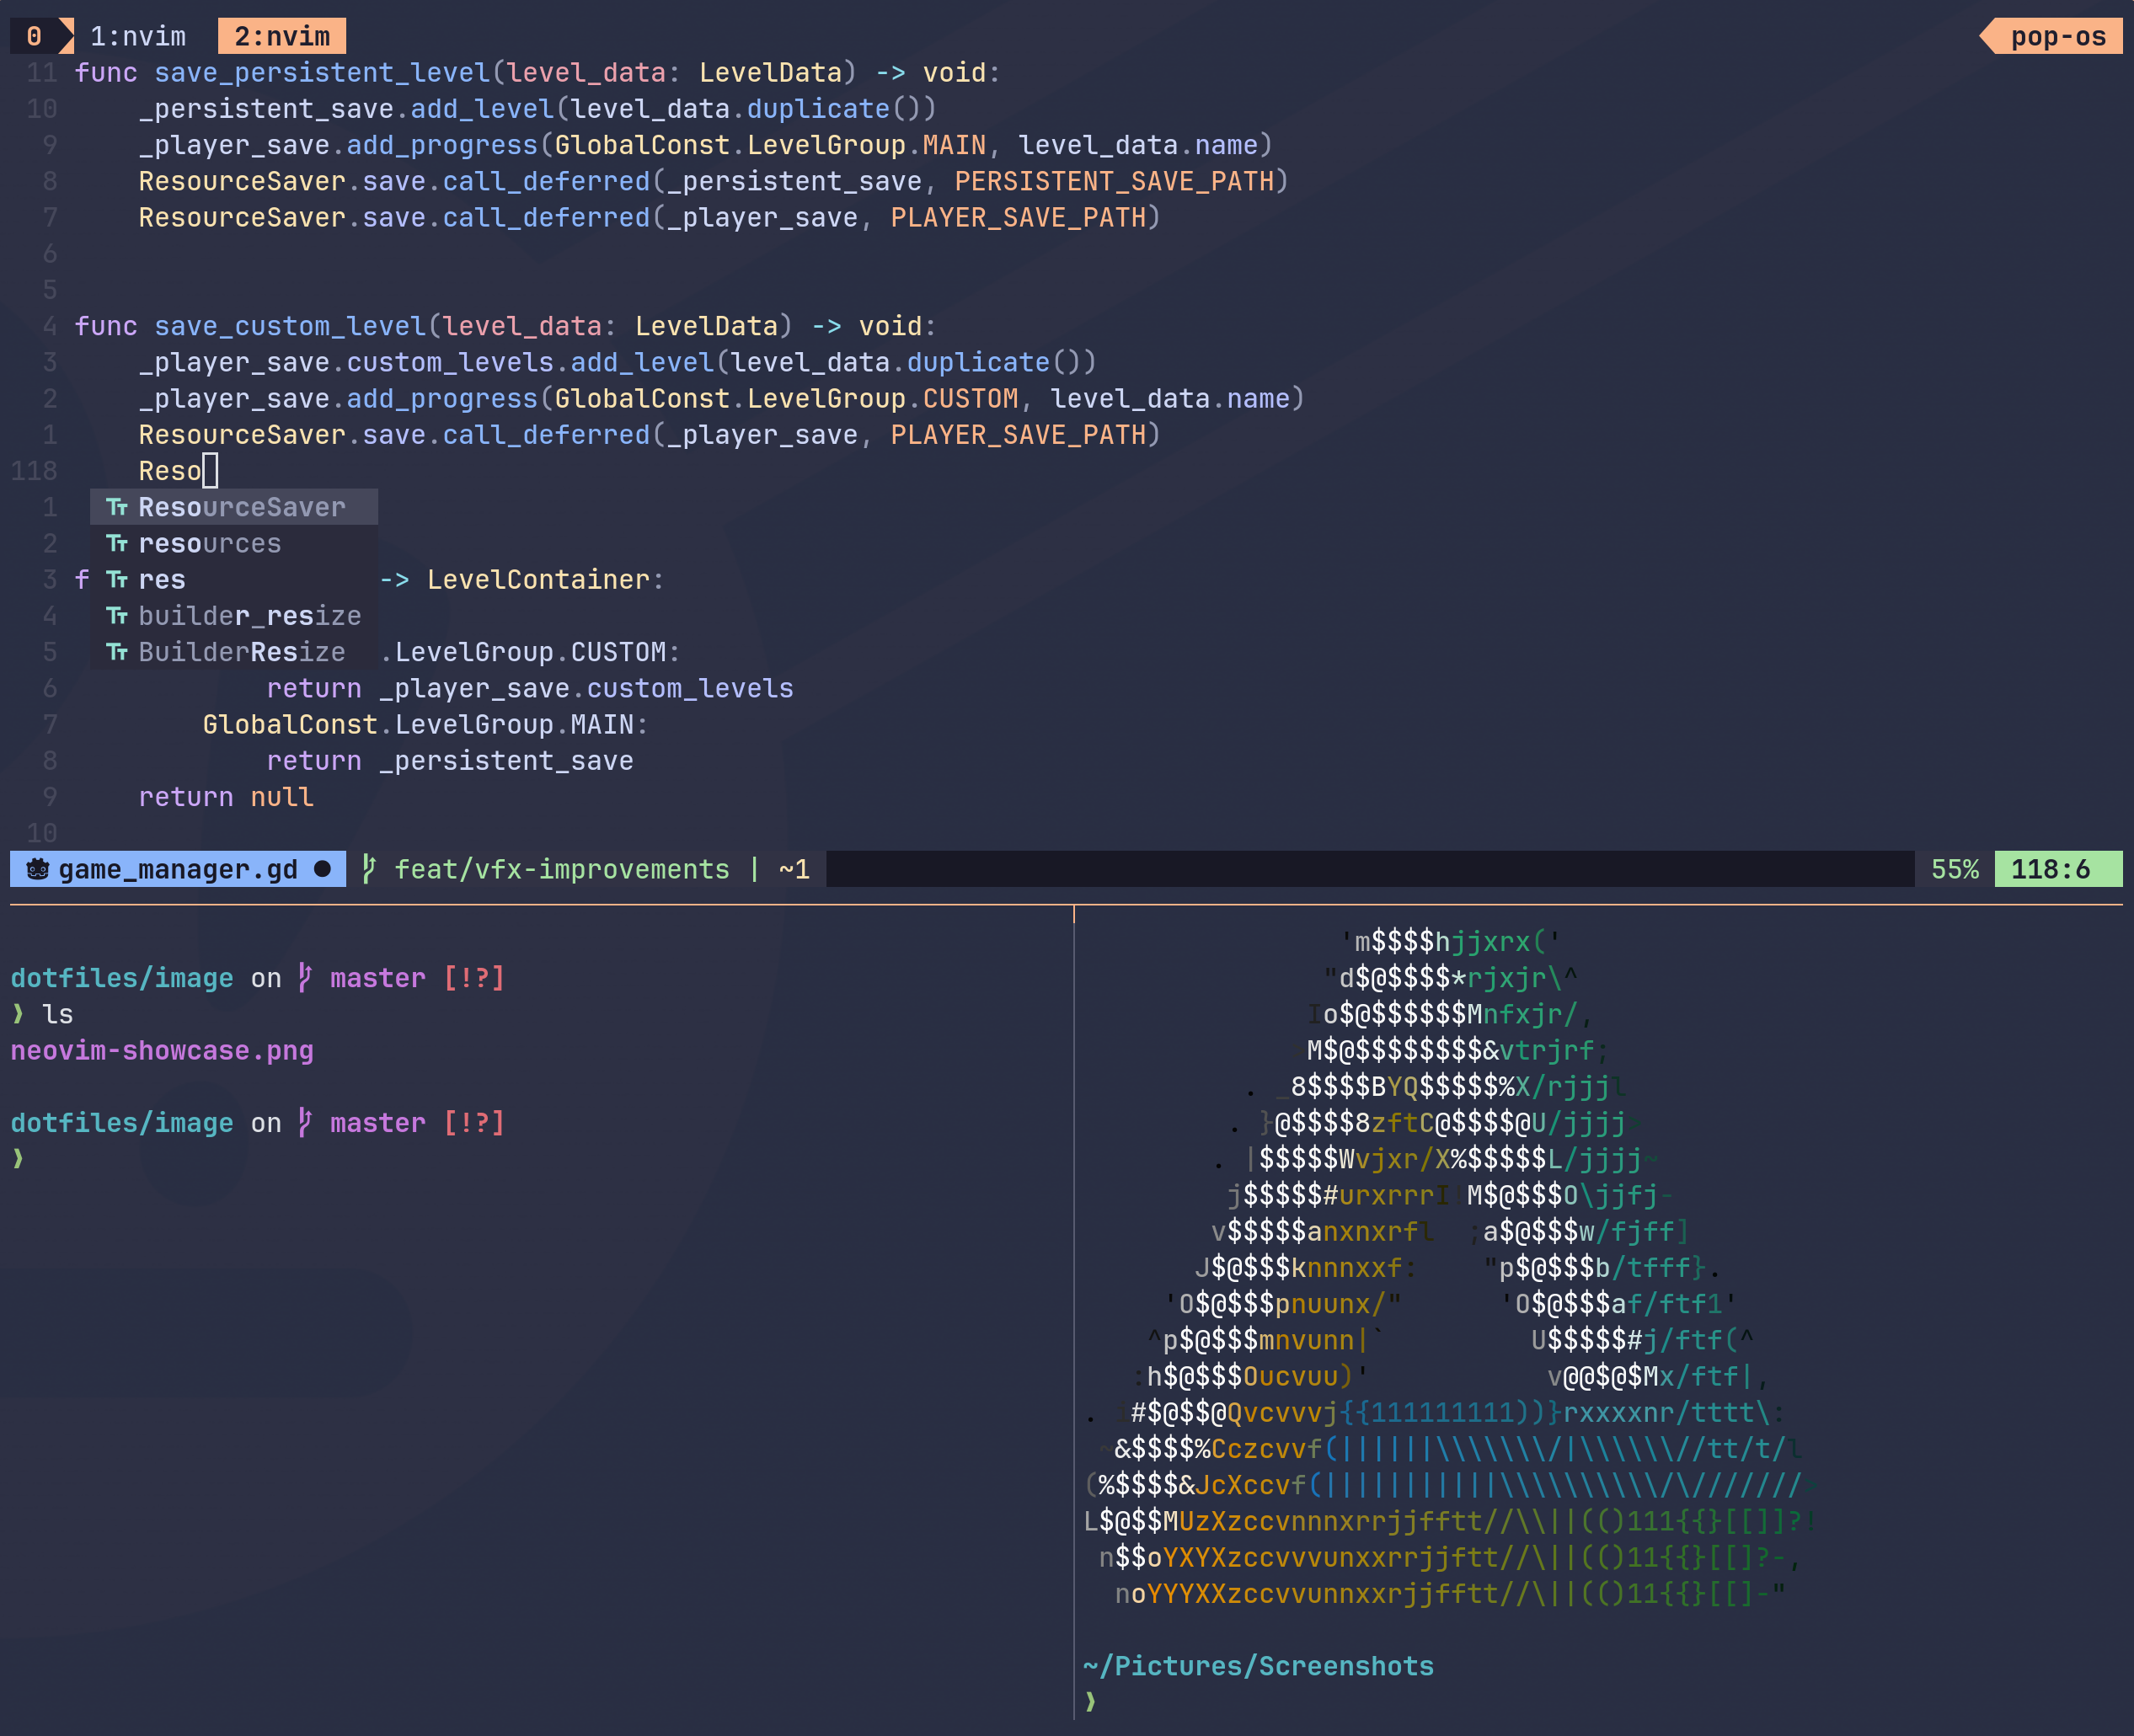 0 1:nvim 2:nvim pop-os
11 func save_persistent_level(level_data: LevelData) -> void:
10 _persistent_save.add_level(level_data.duplicate())
9 _player_save.add_progress(GlobalConst.LevelGroup.MAIN, level_data.name)
8 ResourceSaver.save.call_deferred(_persistent_save, PERSISTENT_SAVE_PATH)
7 ResourceSaver.save.call_deferred(_player_save, PLAYER_SAVE_PATH)
6
5
4 func save_custom_level(level_data: LevelData) -> void:
3 _player_save.custom_levels.add_level(level_data.duplicate())
2 _player_save.add_progress(GlobalConst.LevelGroup.CUSTOM, level_data.name)
1 ResourceSaver.save.call_deferred(_player_save, PLAYER_SAVE_PATH)
118 Reso
1 ResourceSaver
2 resources
3 f res -> LevelContainer:
4 builder_resize
5 BuilderResize .LevelGroup.CUSTOM:
6 return _player_save.custom_levels
7 GlobalConst.LevelGroup.MAIN:
8 return _persistent_save
9 return null
10
game_manager.gd ● feat/vfx-improvements | ~1 55% 118:6
dotfiles/image on master [!?]
❯ ls
neovim-showcase.png
dotfiles/image on master [!?]
❯
'm$$$$hjjxrx('
"d$@$$$$*rjxjr\^
Io$@$$$$$$Mnfxjr/,
M$@$$$$$$$$&vtrjrf;
. _8$$$$BYQ$$$$$%X/rjjjl
. }@$$$$8zftC@$$$$@U/jjjj
. |$$$$$Wvjxr/X%$$$$$L/jjjj~
j$$$$$#urxrrrI M$@$$$O\jjfj-
v$$$$$anxnxrfl ;a$@$$$w/fjff]
J$@$$$knnnxxf: "p$@$$$b/tfff}.
'O$@$$$pnuunx/" 'O$@$$$af/ftf1'
^p$@$$$mnvunn|` U$$$$$#j/ftf(^
:h$@$$$Oucvuu)' v@@$@$Mx/ftf|,
. #$@$$@Qvcvvvj{{111111111))}rxxxxnr/tttt\:
~&$$$$%Cczcvvf(||||||\\\\\\\/|\\\\\\//tt/t/l
(%$$$$&JcXccvf(|||||||||||\\\\\\\\\\/\///////
L$@$$MUzXzccvnnnxrrjjfftt//\\||(()111{{}[[]]?!
n$$oYXYXzccvvvunxxrrjjftt//\||(()11{{}[[]?-,
noYYYXXzccvvunnxxrjjfftt//\||(()11{{}[[]-"
~/Pictures/Screenshots
❯